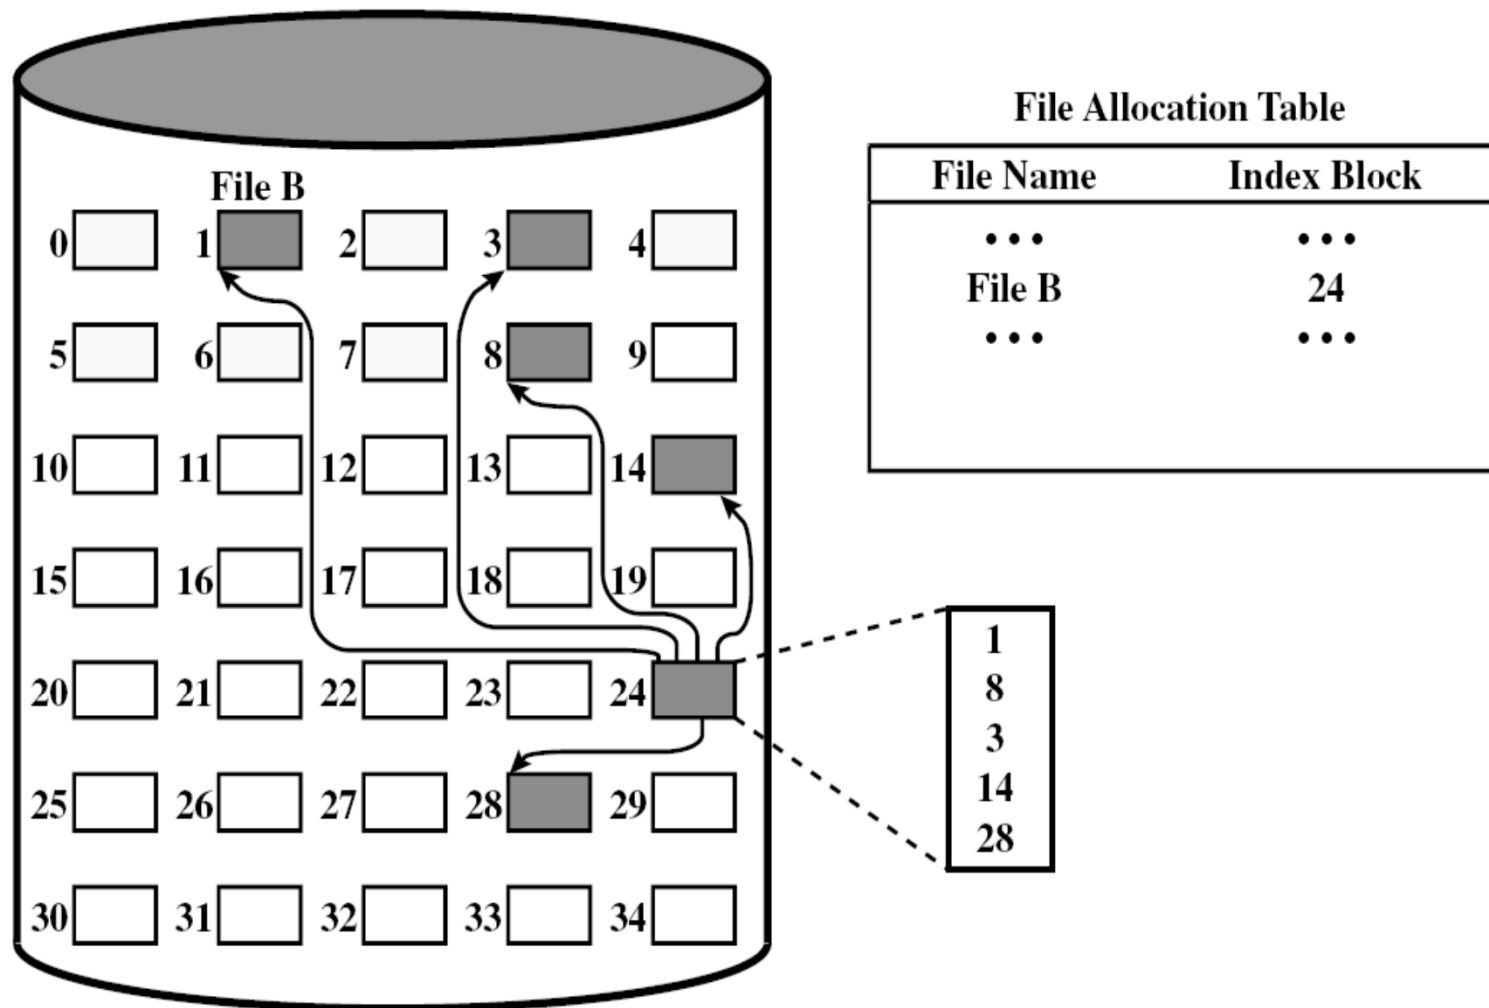 File Allocation Table
File Name Index Block
• • • • • •
File B 24
• • • • • •
File B
0 1 2 3 4
5 6 7 8 9
10 11 12 13 14
15 16 17 18 19
20 21 22 23 24
25 26 27 28 29
30 31 32 33 34
1
8
3
14
28